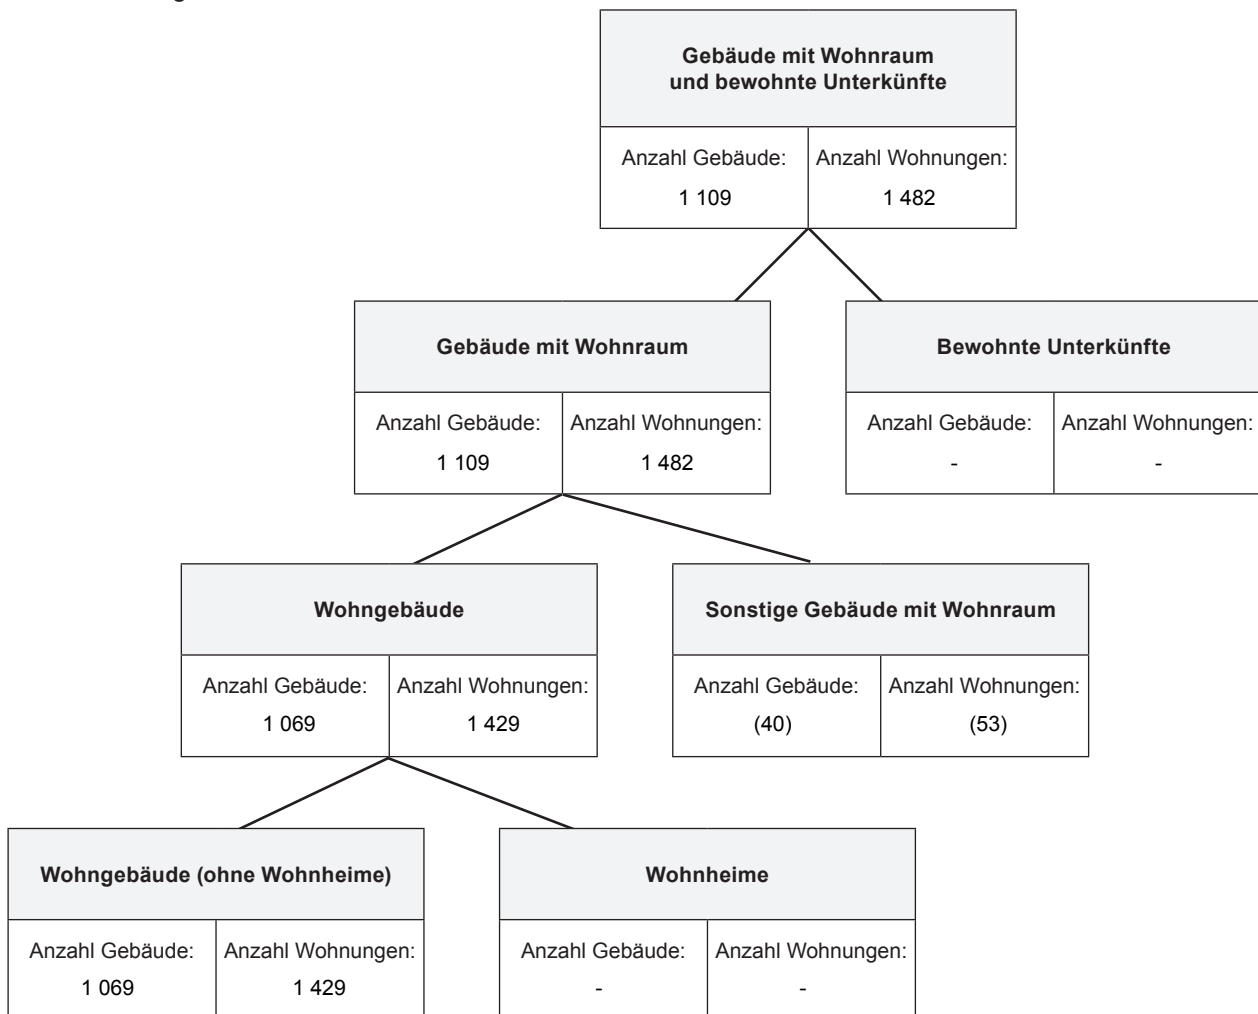 Gebäude mit Wohnraum
und bewohnte Unterkünfte
Anzahl Gebäude: Anzahl Wohnungen:
1 109 1 482
Gebäude mit Wohnraum Bewohnte Unterkünfte
Anzahl Gebäude: Anzahl Wohnungen: Anzahl Gebäude: Anzahl Wohnungen:
1 109 1 482 - -
Wohngebäude Sonstige Gebäude mit Wohnraum
Anzahl Gebäude: Anzahl Wohnungen: Anzahl Gebäude: Anzahl Wohnungen:
1 069 1 429 (40) (53)
Wohngebäude (ohne Wohnheime) Wohnheime
Anzahl Gebäude: Anzahl Wohnungen: Anzahl Gebäude: Anzahl Wohnungen:
1 069 1 429 - -